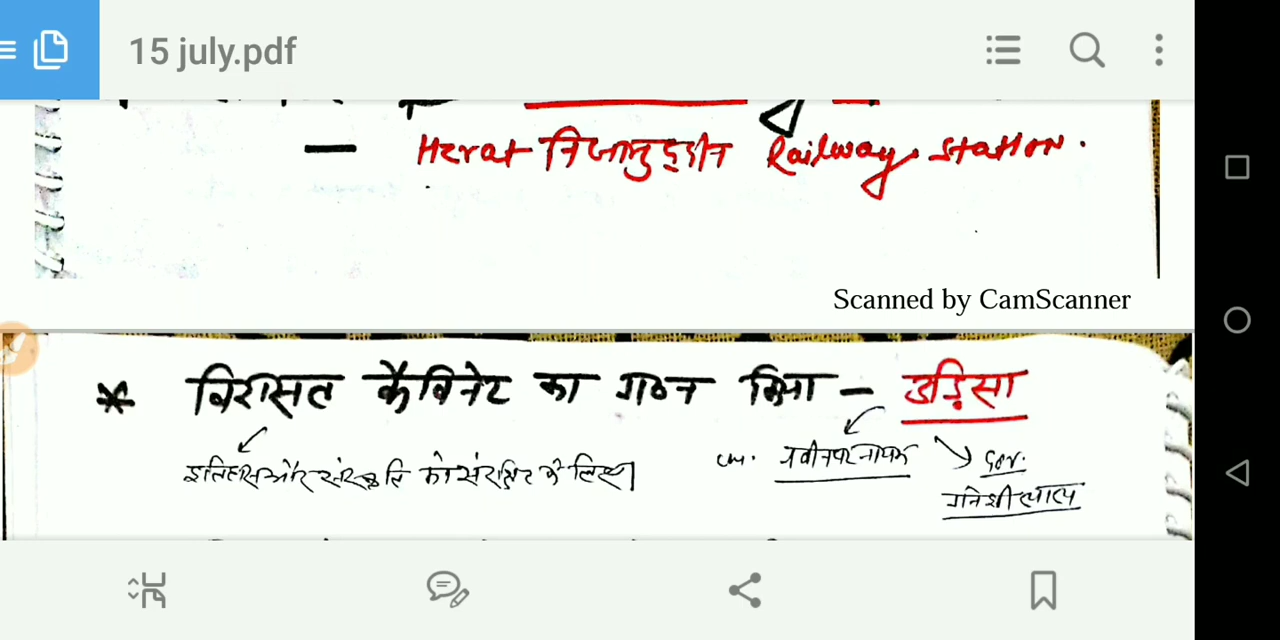 15 july.pdf
— Hzrat निजामुद्दीन Railway Station.
Scanned by CamScanner
* विरासत कैबिनेट का गठन किया — उड़िसा
इतिहास और संस्कृति को संरक्षित के लिए।
cm. नवीन पटनायक
Gov.
गनेशीलाल